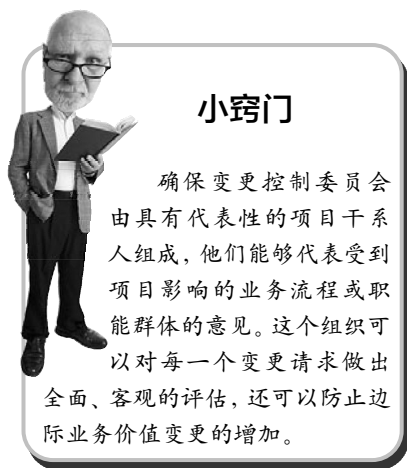 小窍门
确保变更控制委员会
由具有代表性的项目干系
人组成，他们能够代表受到
项目影响的业务流程或职
能群体的意见。这个组织可
以对每一个变更请求做出
全面、客观的评估，还可以防止边
际业务价值变更的增加。